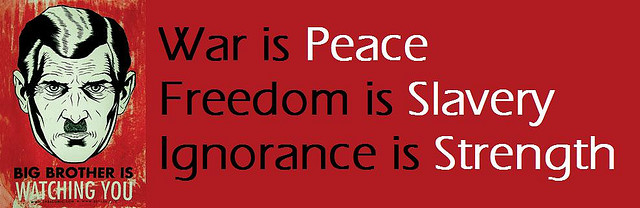 BIG BROTHER IS
WATCHING YOU
War is Peace
Freedom is Slavery
Ignorance is Strength